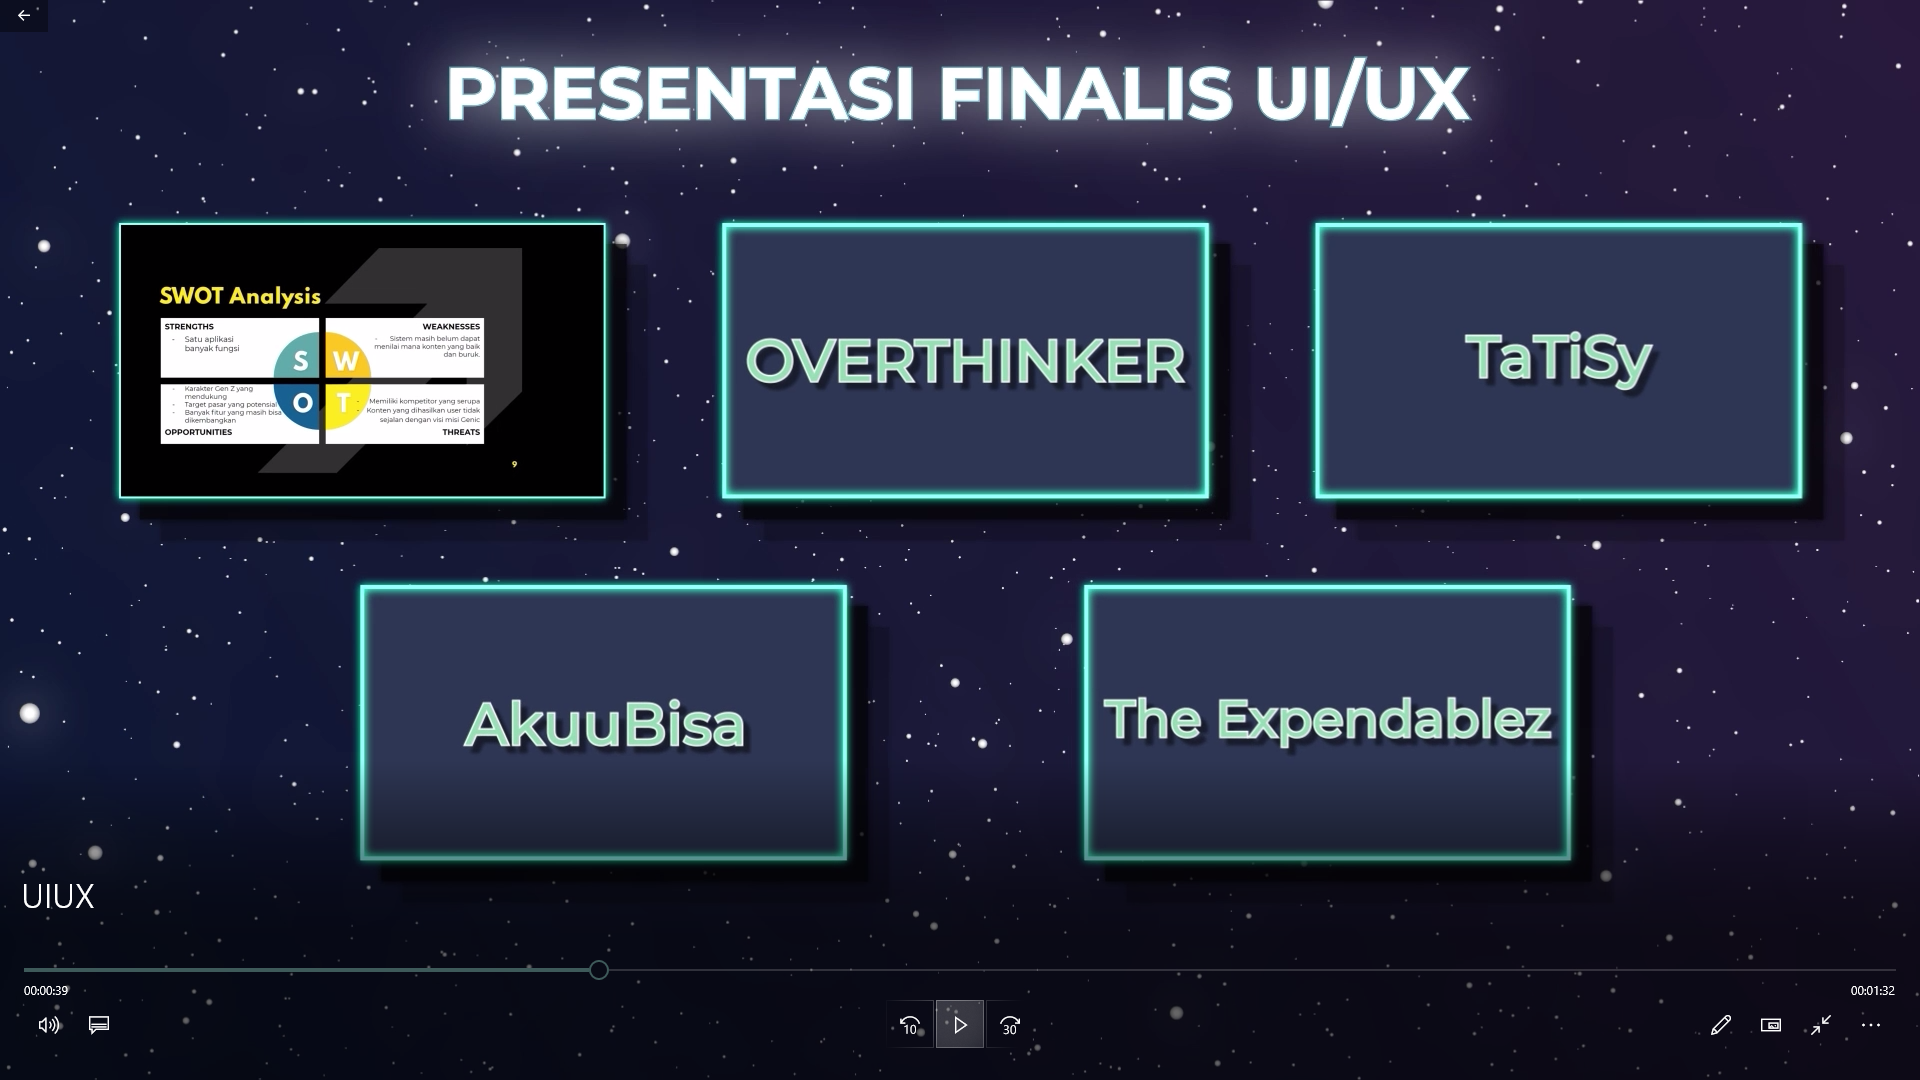 PRESENTASI FINALIS UI/UX
SWOT Analysis
STRENGTHS
- Satu aplikasi
banyak fungsi
S
WEAKNESSES
- Sistem masih belum dapat
menilai mana konten yang baik
dan buruk.
W
- Karakter Gen Z yang
mendukung
- Target pasar yang potensial
- Banyak fitur yang masih bisa
dikembangkan
OPPORTUNITIES
O
T
- Memiliki kompetitor yang serupa
- Konten yang dihasilkan user tidak
sejalan dengan visi misi Genic
THREATS
9
OVERTHINKER
TaTiSy
AkuuBisa
The Expendablez
UIUX
00:00:39
00:01:32
10
30